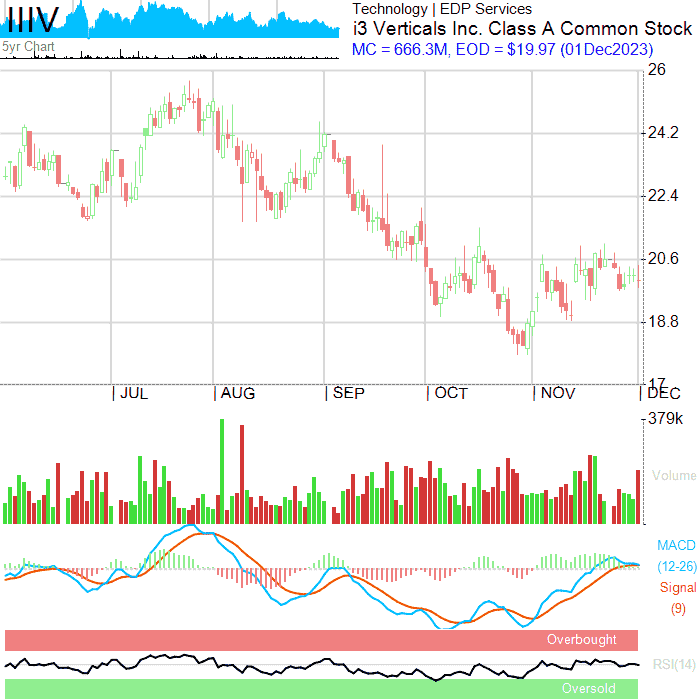 IIIV
5yr Chart
Technology | EDP Services
i3 Verticals Inc. Class A Common Stock
MC = 666.3M, EOD = $19.97 (01Dec2023)
26
24.2
22.4
20.6
18.8
17
JUL
AUG
SEP
OCT
NOV
DEC
379k
Volume
MACD
(12-26)
Signal
(9)
Overbought
RSI(14)
Oversold